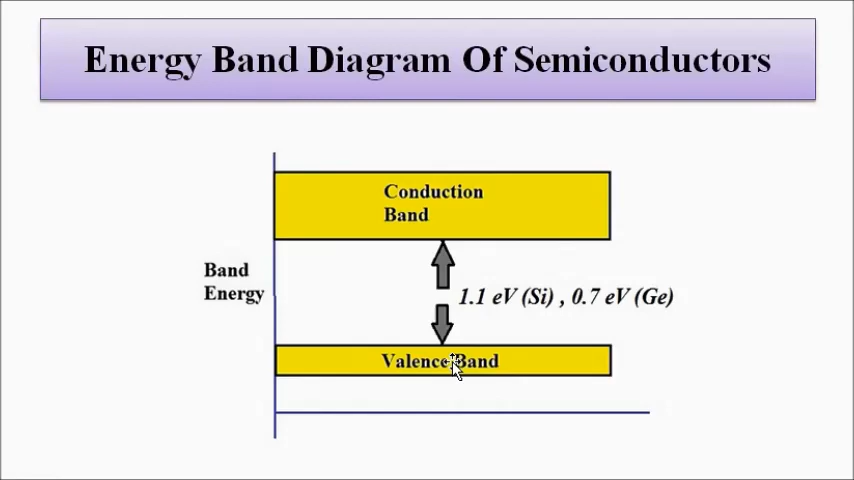 Energy Band Diagram Of Semiconductors
Conduction
Band
Band
Energy
1.1 eV (Si) , 0.7 eV (Ge)
Valence Band